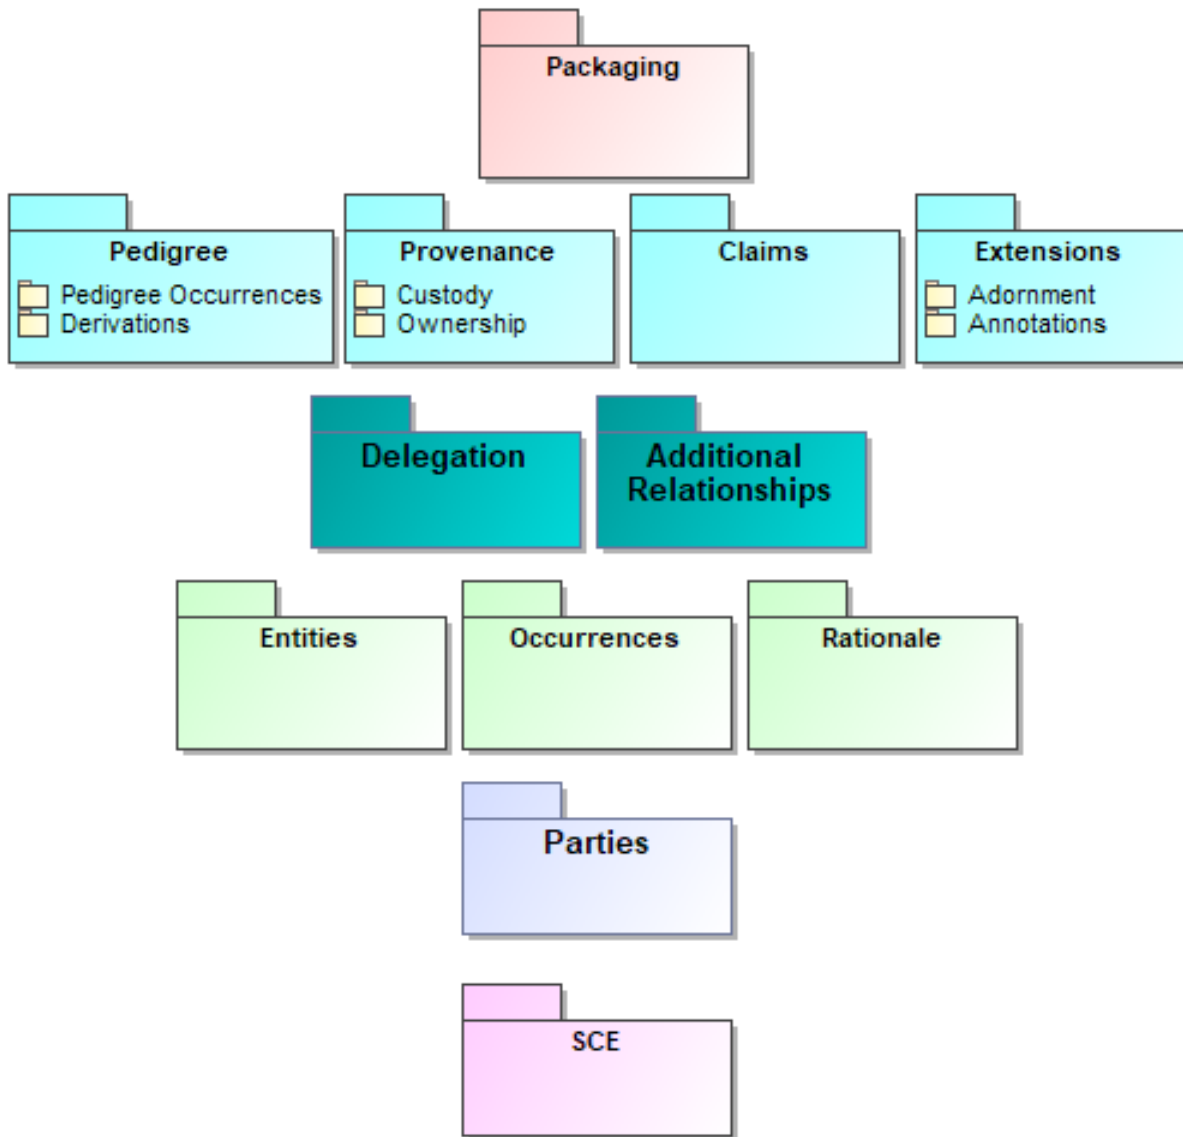 Packaging
Pedigree
Pedigree Occurrences
Derivations
Provenance
Custody
Ownership
Claims
Extensions
Adornment
Annotations
Delegation
Additional
Relationships
Entities
Occurrences
Rationale
Parties
SCE